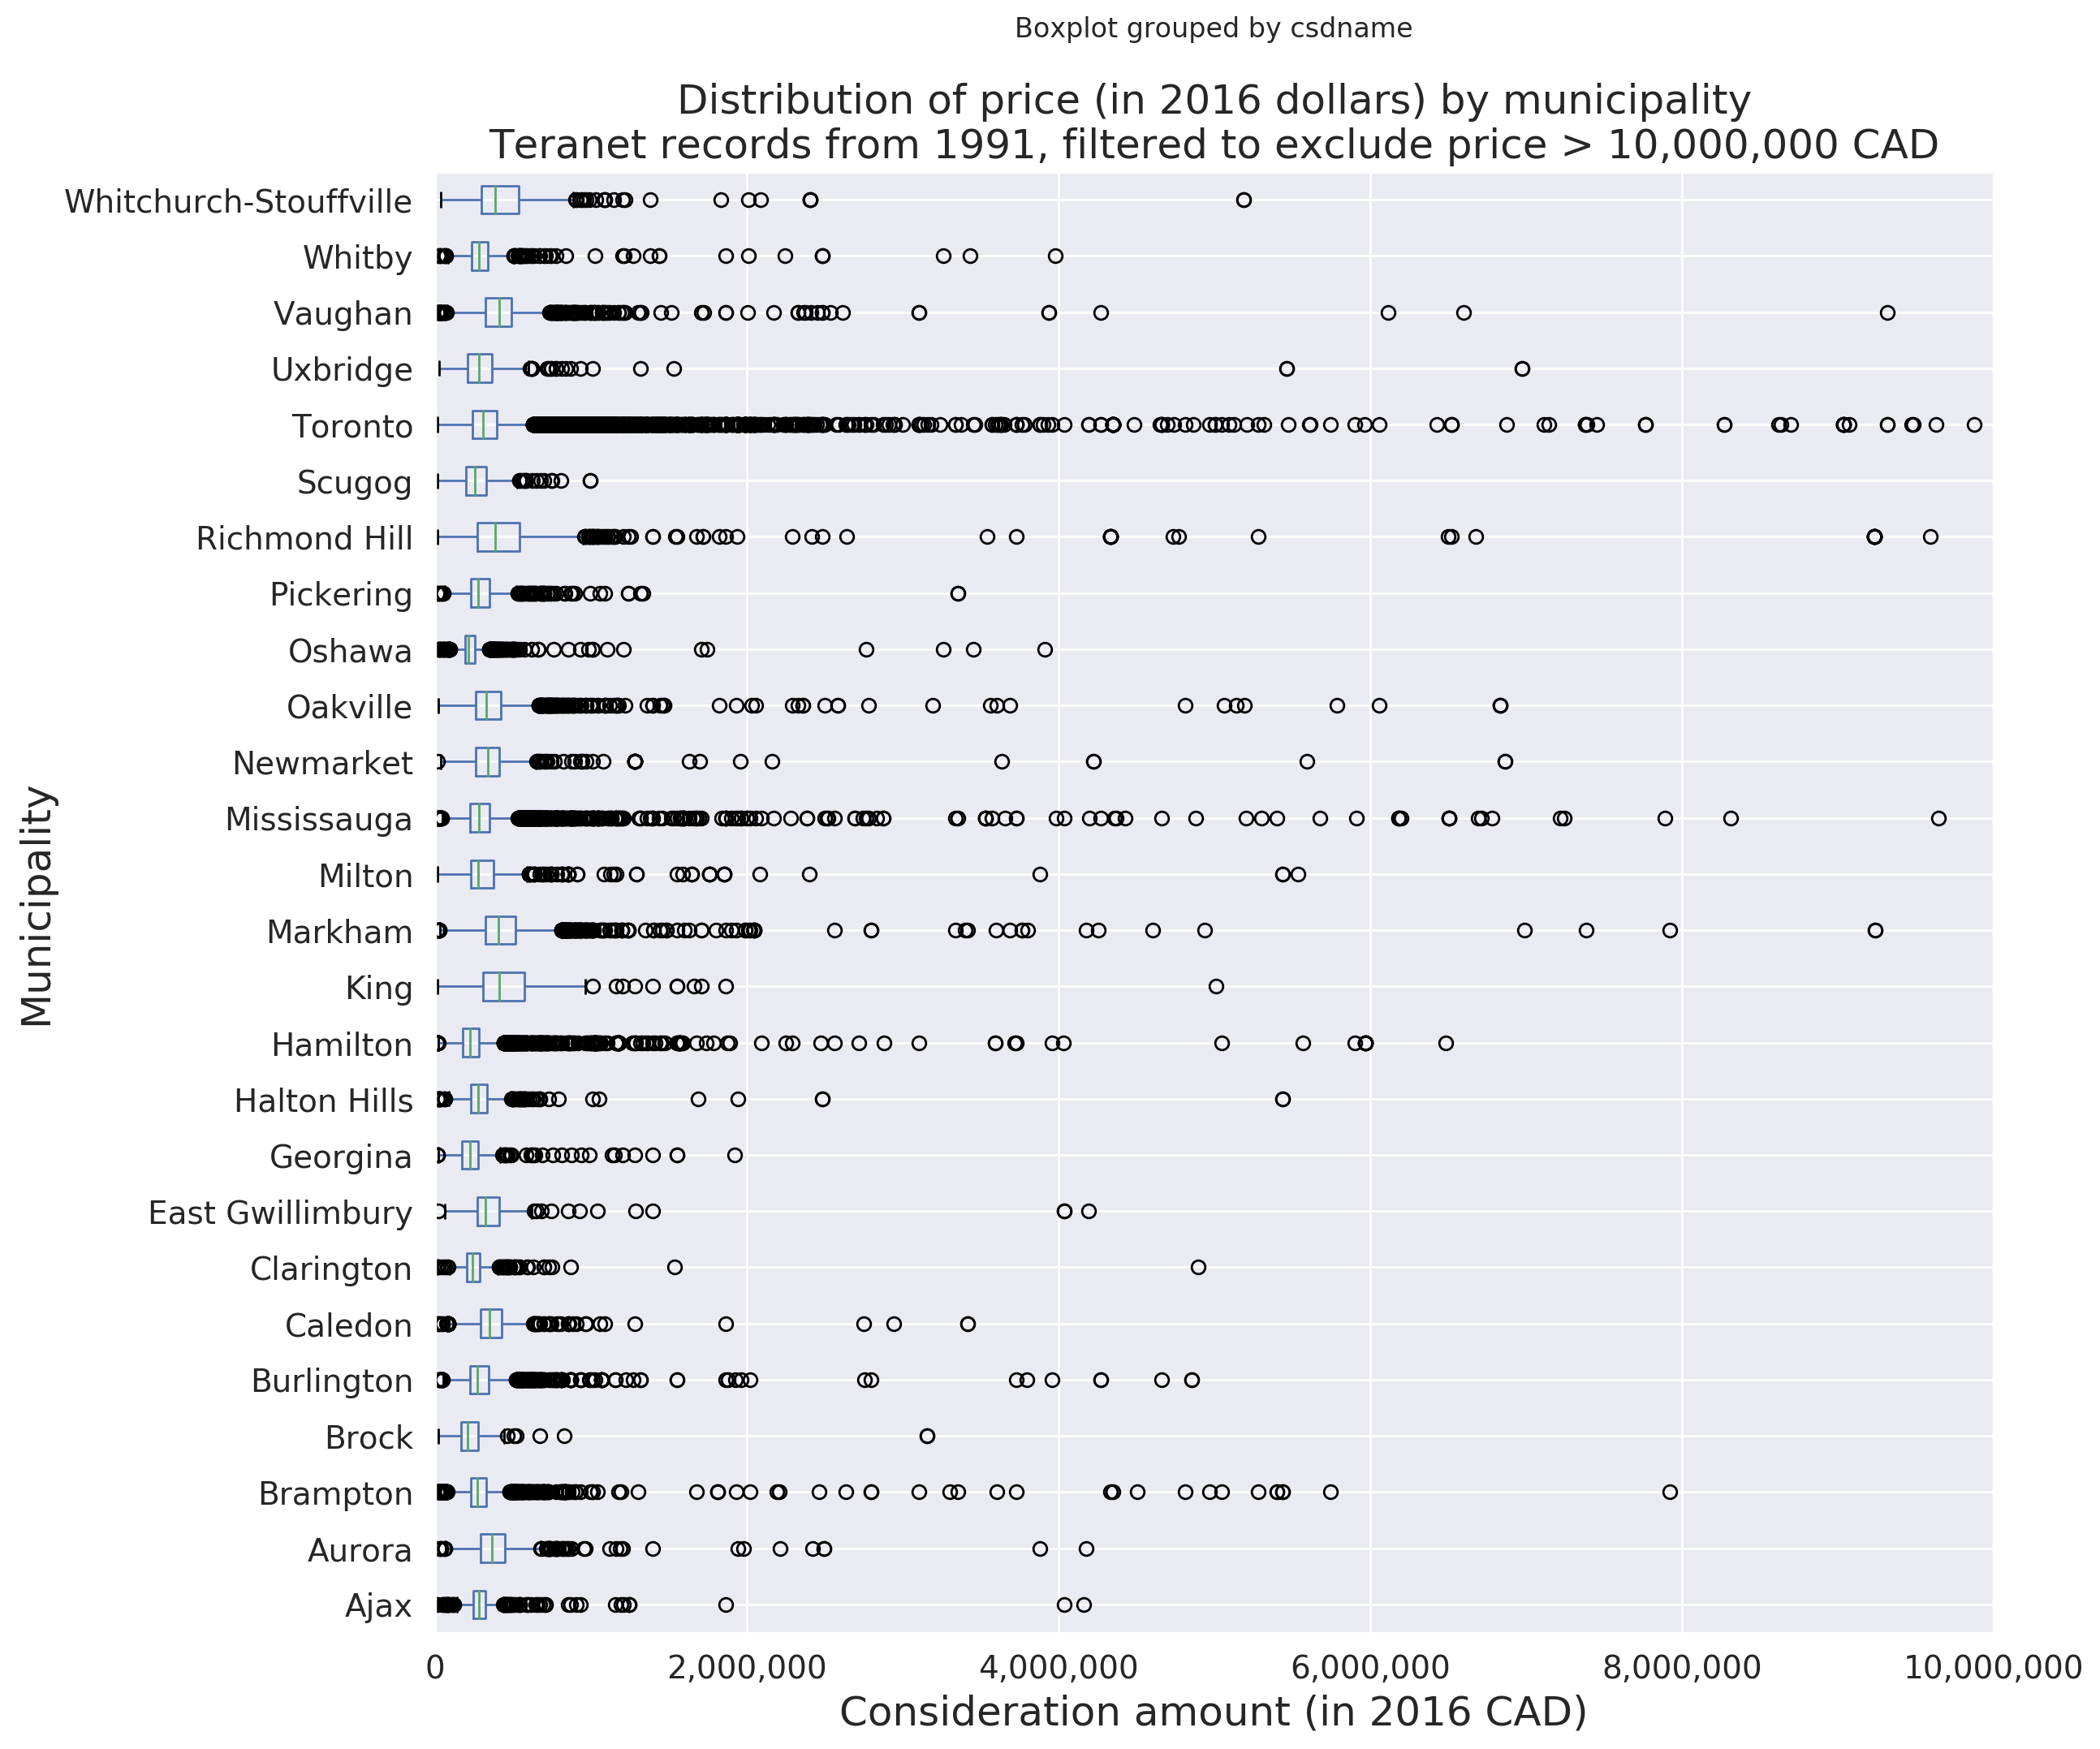 Boxplot grouped by csdname
Distribution of price (in 2016 dollars) by municipality
Teranet records from 1991, filtered to exclude price > 10,000,000 CAD
Municipality
Whitchurch-Stouffville
Whitby
Vaughan
Uxbridge
Toronto
Scugog
Richmond Hill
Pickering
Oshawa
Oakville
Newmarket
Mississauga
Milton
Markham
King
Hamilton
Halton Hills
Georgina
East Gwillimbury
Clarington
Caledon
Burlington
Brock
Brampton
Aurora
Ajax
0 2,000,000 4,000,000 6,000,000 8,000,000 10,000,000
Consideration amount (in 2016 CAD)